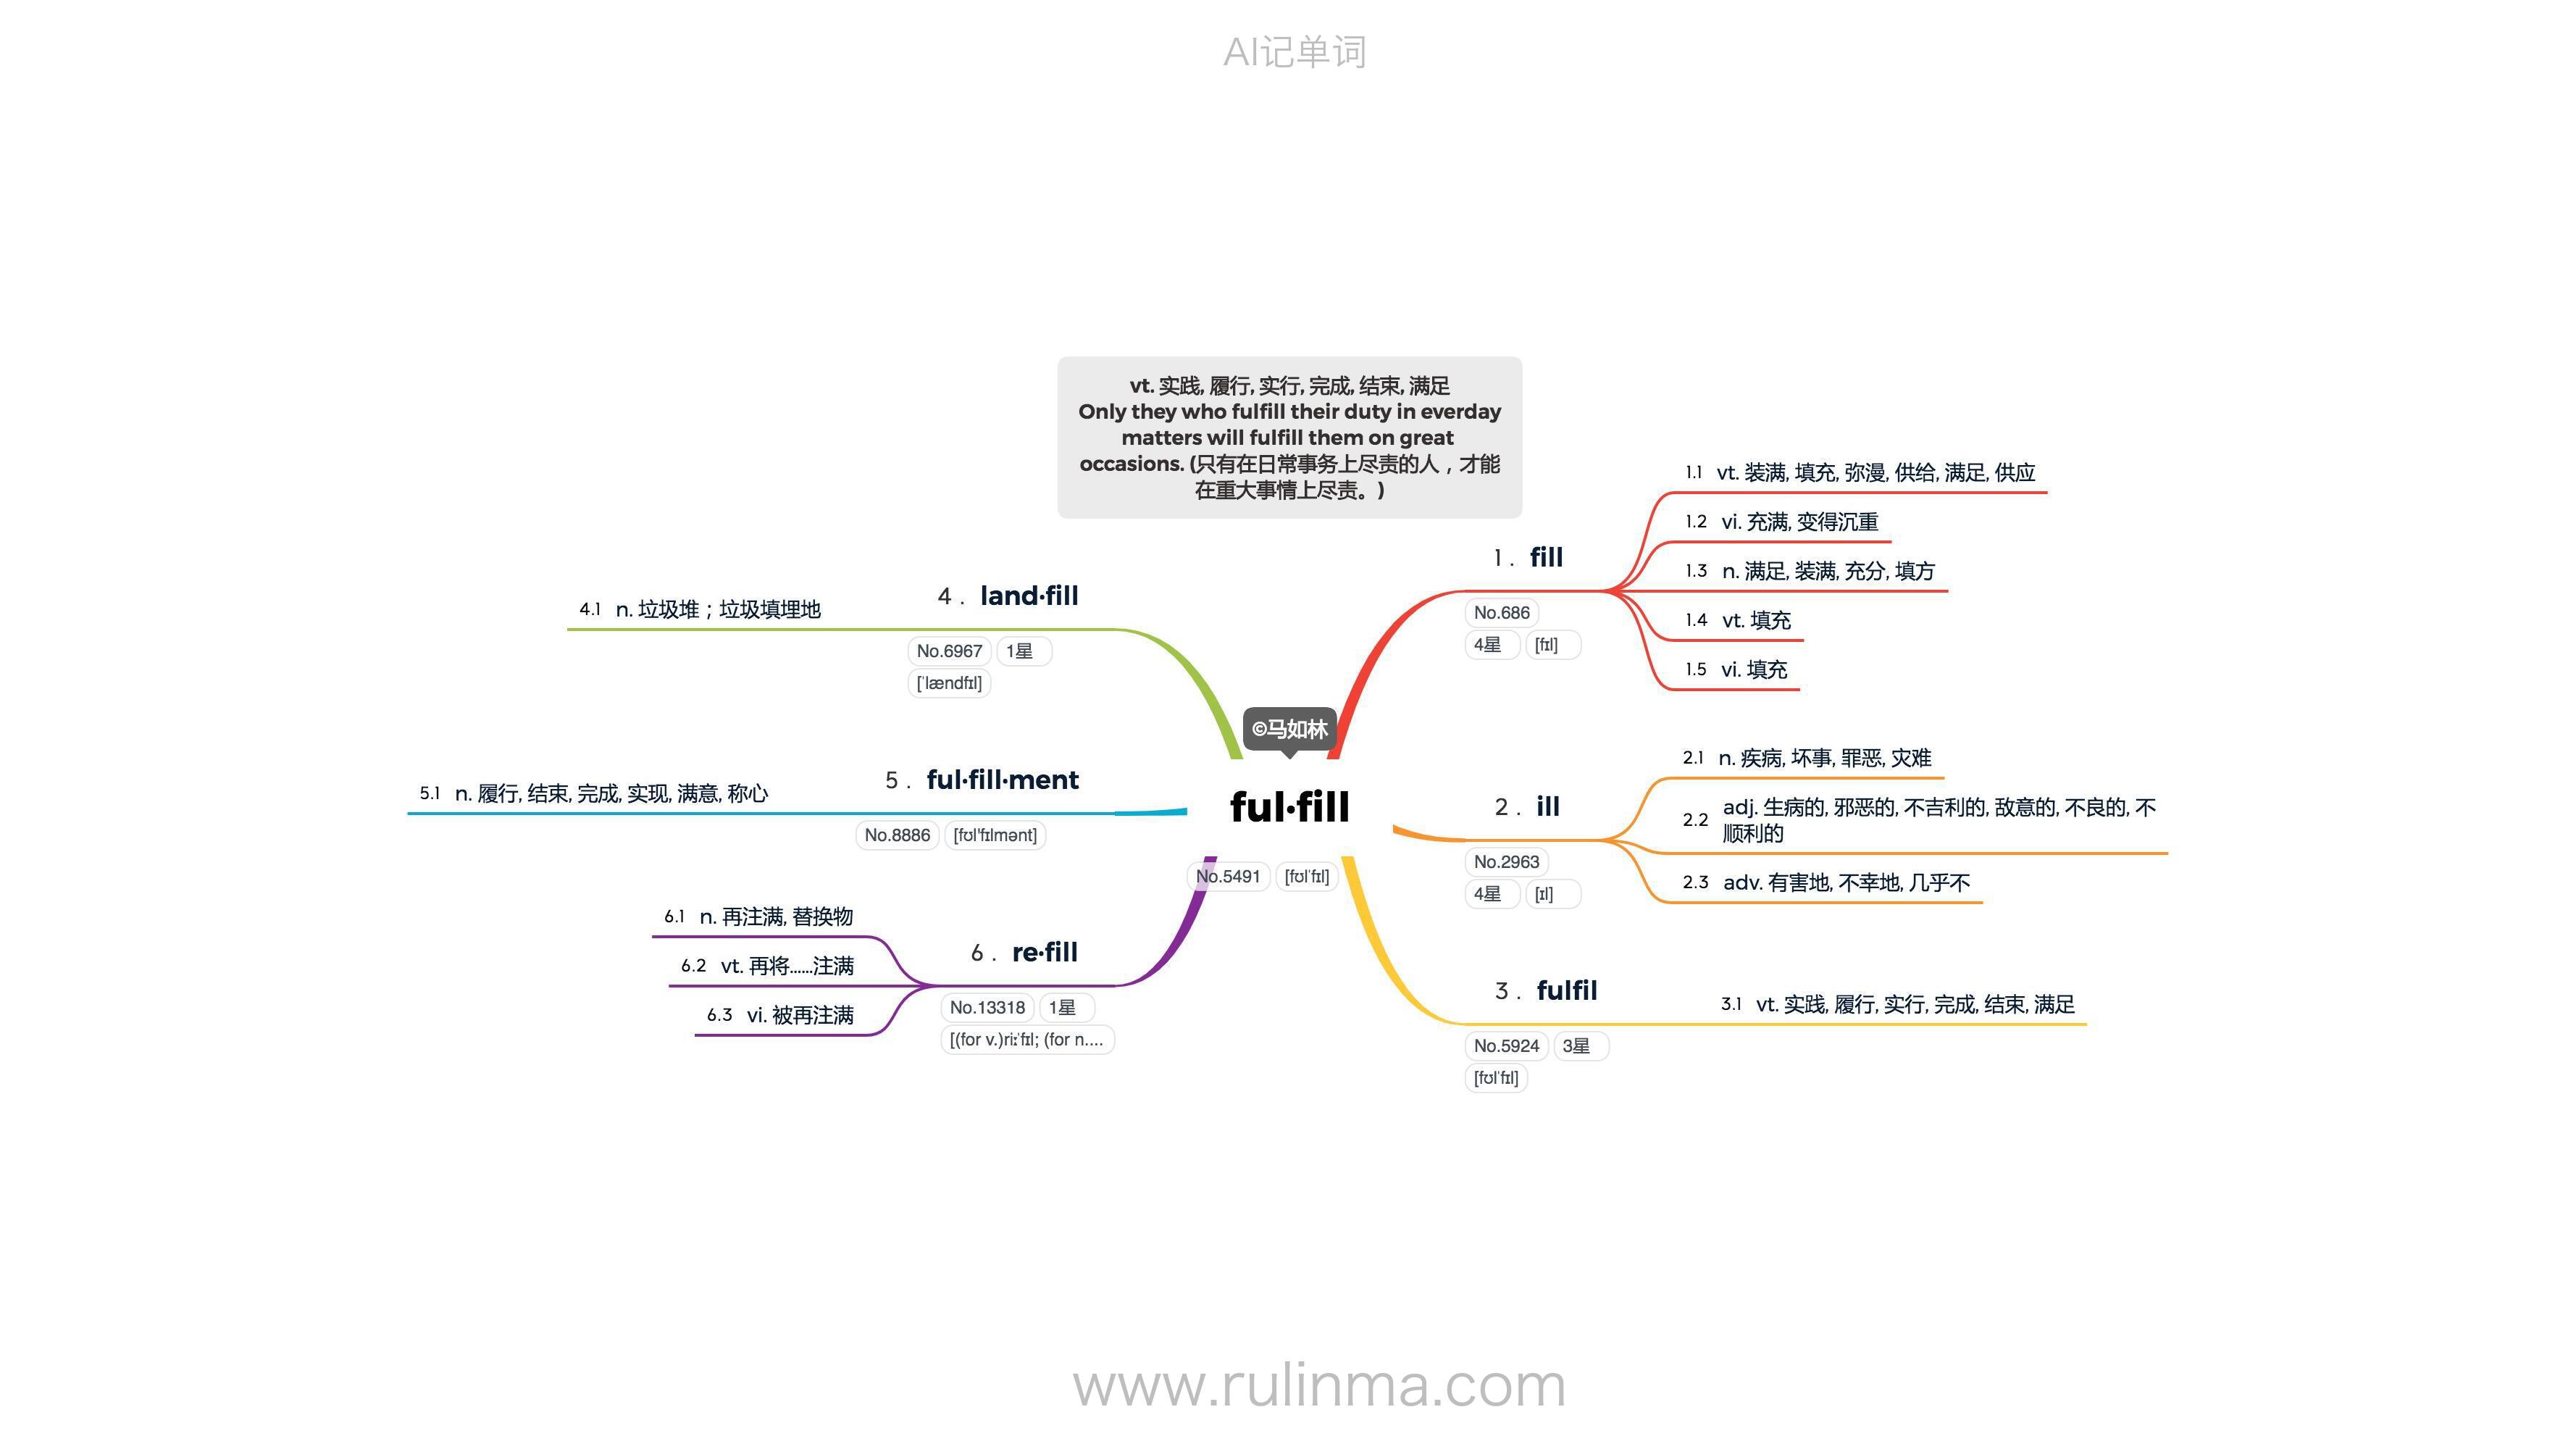 AI记单词
vt. 实践, 履行, 实行, 完成, 结束, 满足
Only they who fulfill their duty in everday
matters will fulfill them on great
occasions. (只有在日常事务上尽责的人，才能
在重大事情上尽责。)
©马如林
ful·fill
No.5491 [fʊlˈfɪl]
1. fill
No.686
4星 [fɪl]
1.1 vt. 装满, 填充, 弥漫, 供给, 满足, 供应
1.2 vi. 充满, 变得沉重
1.3 n. 满足, 装满, 充分, 填方
1.4 vt. 填充
1.5 vi. 填充
2. ill
No.2963
4星 [ɪl]
2.1 n. 疾病, 坏事, 罪恶, 灾难
2.2 adj. 生病的, 邪恶的, 不吉利的, 敌意的, 不良的, 不
顺利的
2.3 adv. 有害地, 不幸地, 几乎不
3. fulfil
No.5924 3星
[fʊlˈfɪl]
3.1 vt. 实践, 履行, 实行, 完成, 结束, 满足
4. land·fill
No.6967 1星
[ˈlændfɪl]
4.1 n. 垃圾堆；垃圾填埋地
5. ful·fill·ment
No.8886 [fʊl'fɪlmənt]
5.1 n. 履行, 结束, 完成, 实现, 满意, 称心
6. re·fill
No.13318 1星
[(for v.)riːˈfɪl; (for n....
6.1 n. 再注满, 替换物
6.2 vt. 再将......注满
6.3 vi. 被再注满
www.rulinma.com